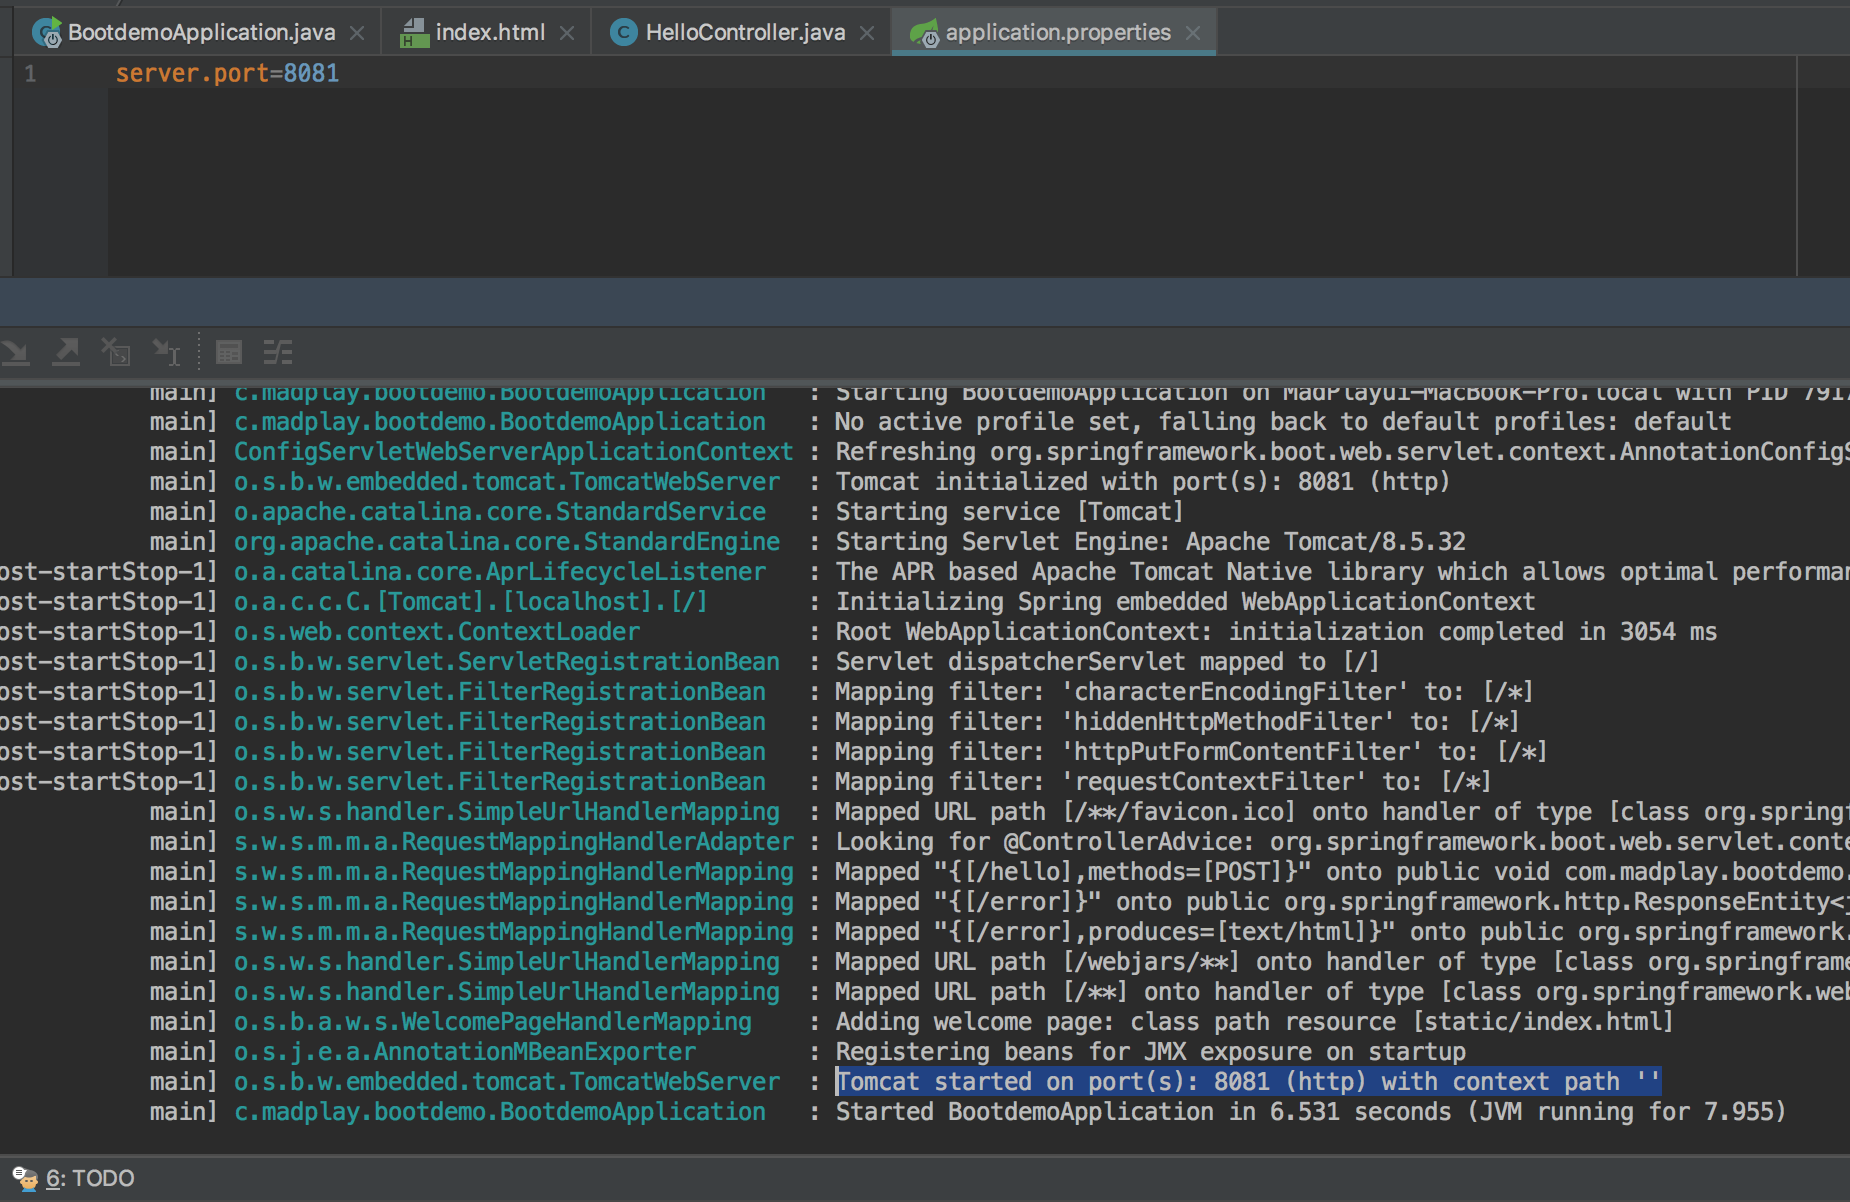 BootdemoApplication.java index.html HelloController.java application.properties
1 server.port=8081
main] c.madplay.bootdemo.BootdemoApplication : Starting BootdemoApplication on MadPlayui-MacBook-Pro.local with PID 7917
main] c.madplay.bootdemo.BootdemoApplication : No active profile set, falling back to default profiles: default
main] ConfigServletWebServerApplicationContext : Refreshing org.springframework.boot.web.servlet.context.AnnotationConfigS
main] o.s.b.w.embedded.tomcat.TomcatWebServer : Tomcat initialized with port(s): 8081 (http)
main] o.apache.catalina.core.StandardService : Starting service [Tomcat]
main] org.apache.catalina.core.StandardEngine : Starting Servlet Engine: Apache Tomcat/8.5.32
ost-startStop-1] o.a.catalina.core.AprLifecycleListener : The APR based Apache Tomcat Native library which allows optimal performan
ost-startStop-1] o.a.c.c.C.[Tomcat].[localhost].[/] : Initializing Spring embedded WebApplicationContext
ost-startStop-1] o.s.web.context.ContextLoader : Root WebApplicationContext: initialization completed in 3054 ms
ost-startStop-1] o.s.b.w.servlet.ServletRegistrationBean : Servlet dispatcherServlet mapped to [/]
ost-startStop-1] o.s.b.w.servlet.FilterRegistrationBean : Mapping filter: 'characterEncodingFilter' to: [/*]
ost-startStop-1] o.s.b.w.servlet.FilterRegistrationBean : Mapping filter: 'hiddenHttpMethodFilter' to: [/*]
ost-startStop-1] o.s.b.w.servlet.FilterRegistrationBean : Mapping filter: 'httpPutFormContentFilter' to: [/*]
ost-startStop-1] o.s.b.w.servlet.FilterRegistrationBean : Mapping filter: 'requestContextFilter' to: [/*]
main] o.s.w.s.handler.SimpleUrlHandlerMapping : Mapped URL path [/**/favicon.ico] onto handler of type [class org.springf
main] s.w.s.m.m.a.RequestMappingHandlerAdapter : Looking for @ControllerAdvice: org.springframework.boot.web.servlet.conte
main] s.w.s.m.m.a.RequestMappingHandlerMapping : Mapped "{[/hello],methods=[POST]}" onto public void com.madplay.bootdemo.
main] s.w.s.m.m.a.RequestMappingHandlerMapping : Mapped "{[/error]}" onto public org.springframework.http.ResponseEntity<j
main] s.w.s.m.m.a.RequestMappingHandlerMapping : Mapped "{[/error],produces=[text/html]}" onto public org.springframework.
main] o.s.w.s.handler.SimpleUrlHandlerMapping : Mapped URL path [/webjars/**] onto handler of type [class org.springframe
main] o.s.w.s.handler.SimpleUrlHandlerMapping : Mapped URL path [/**] onto handler of type [class org.springframework.web
main] o.s.b.a.w.s.WelcomePageHandlerMapping : Adding welcome page: class path resource [static/index.html]
main] o.s.j.e.a.AnnotationMBeanExporter : Registering beans for JMX exposure on startup
main] o.s.b.w.embedded.tomcat.TomcatWebServer : Tomcat started on port(s): 8081 (http) with context path ''
main] c.madplay.bootdemo.BootdemoApplication : Started BootdemoApplication in 6.531 seconds (JVM running for 7.955)
6: TODO